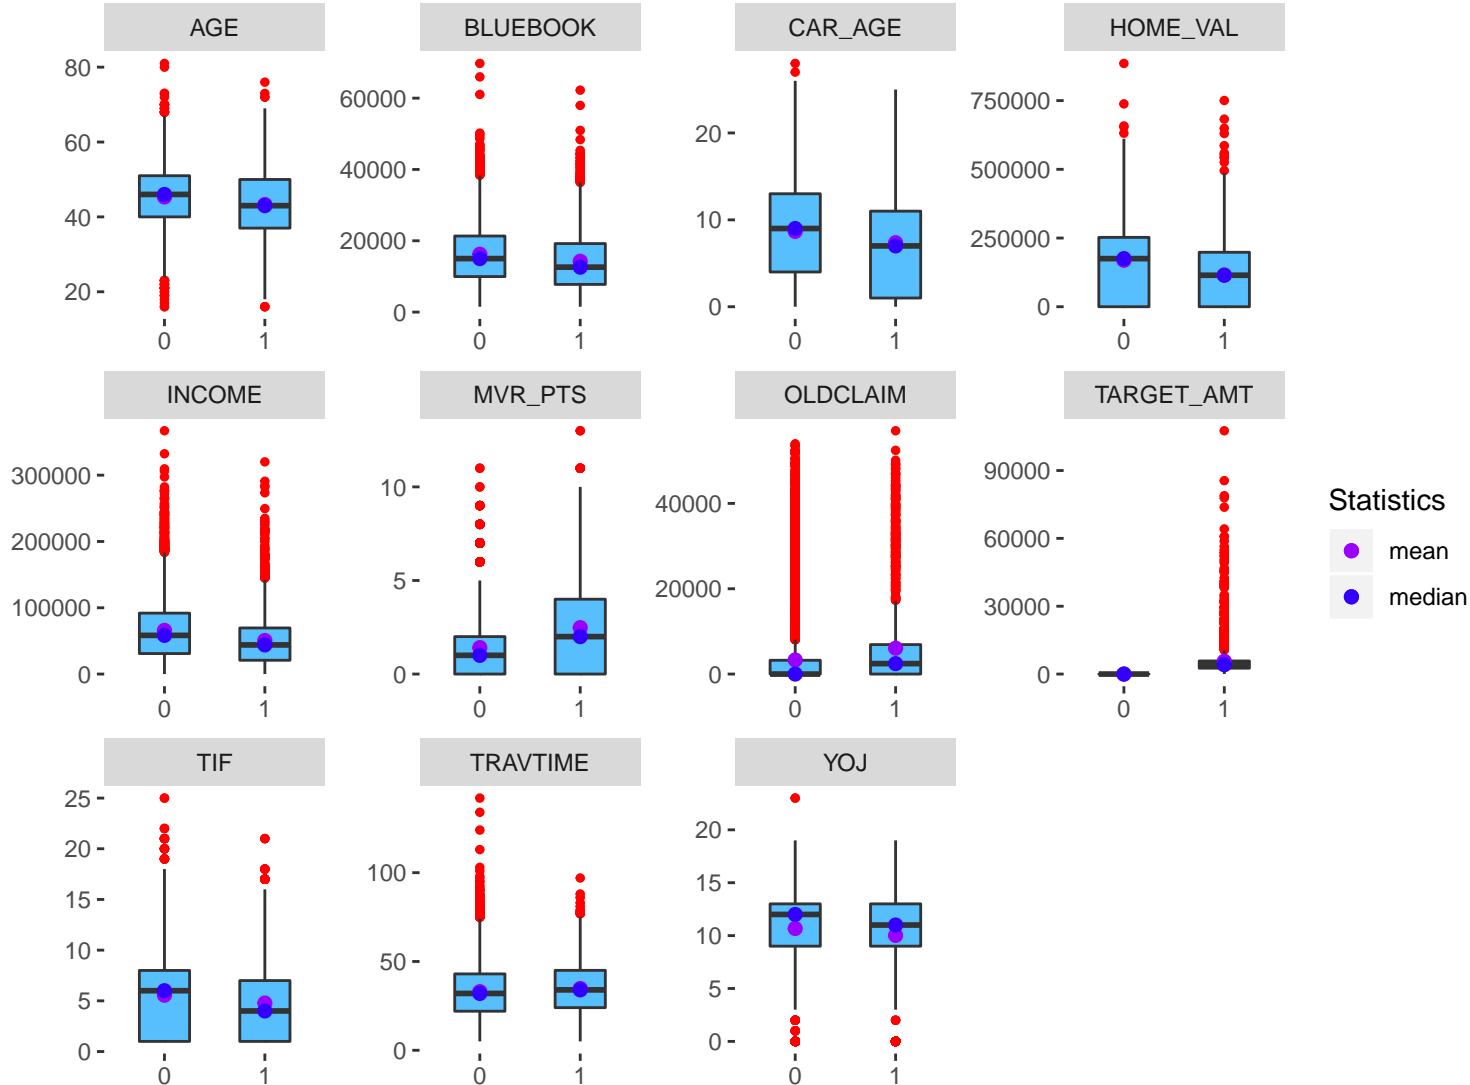 AGE BLUEBOOK CAR_AGE HOME_VAL
80 60 40 20
60000 40000 20000 0
20 10 0
750000 500000 250000 0
0 1 0 1 0 1 0 1
INCOME MVR_PTS OLDCLAIM TARGET_AMT
300000 200000 100000 0
10 5 0
40000 20000 0
90000 60000 30000 0
0 1 0 1 0 1 0 1
Statistics
mean
median
TIF TRAVTIME YOJ
25 20 15 10 5 0
100 50 0
20 15 10 5 0
0 1 0 1 0 1